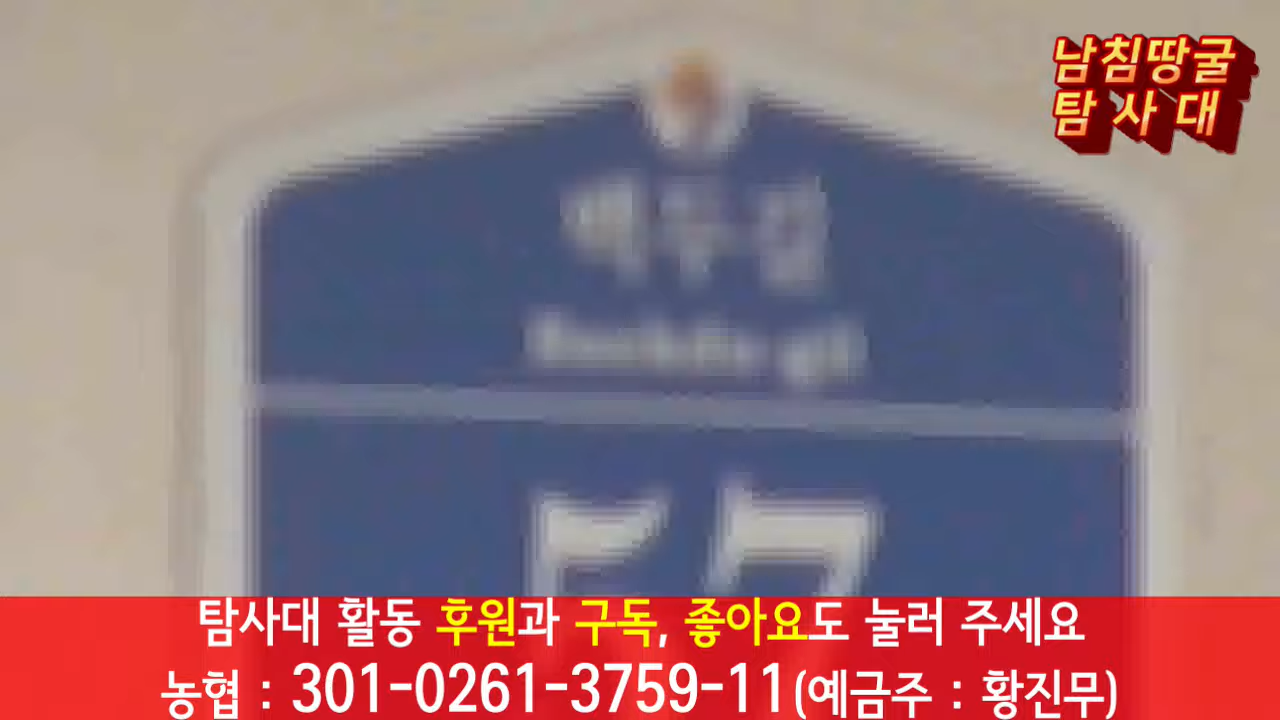 남침땅굴
탐사대
57
탐사대 활동 후원과 구독, 좋아요도 눌러 주세요
농협 : 301-0261-3759-11(예금주 : 황진무)